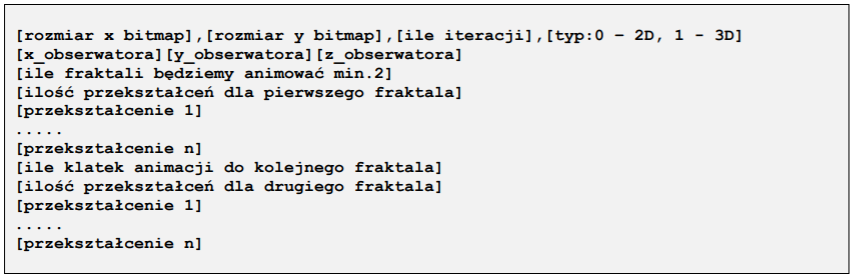 [rozmiar x bitmap],[rozmiar y bitmap],[ile iteracji],[typ:0 – 2D, 1 - 3D]
[x_obserwatora][y_obserwatora][z_obserwatora]
[ile fraktali będziemy animować min.2]
[ilość przekształceń dla pierwszego fraktala]
[przekształcenie 1]
.....
[przekształcenie n]
[ile klatek animacji do kolejnego fraktala]
[ilość przekształceń dla drugiego fraktala]
[przekształcenie 1]
.....
[przekształcenie n]